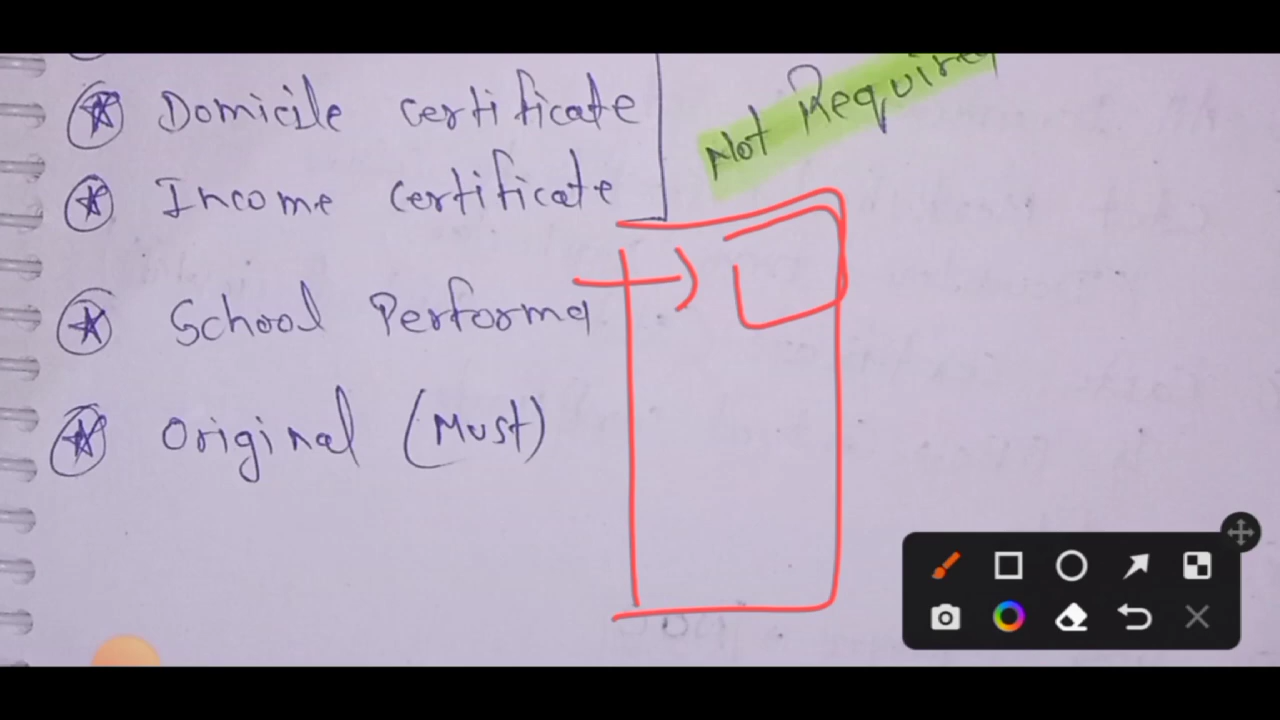 Domicile certificate
Not Required
Income certificate
School Performa
Original (Must)